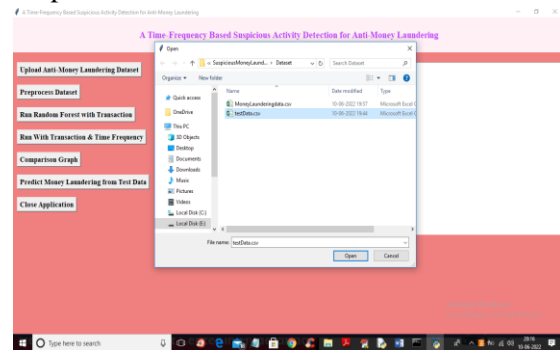 A Time-Frequency Based Suspicious Activity Detection for Anti-Money Laundering
A Time-Frequency Based Suspicious Activity Detection for Anti-Money Laundering
Upload Anti-Money Laundering Dataset
Preprocess Dataset
Run Random Forest with Transaction
Run With Transaction & Time Frequency
Comparison Graph
Predict Money Laundering from Test Data
Close Application
Open
« SuspiciousMoneyLaund... › Dataset
Search Dataset
Organize
New folder
Name
Date modified
Type
Quick access
OneDrive
This PC
3D Objects
Desktop
Documents
Downloads
Music
Pictures
Videos
Local Disk (C:)
Local Disk (E:)
MoneyLaunderingdata.csv 10-06-2022 19:37 Microsoft Excel C
testData.csv 10-06-2022 19:44 Microsoft Excel C
File name: testData.csv
Open
Cancel
Type here to search
20:18
10-06-2022